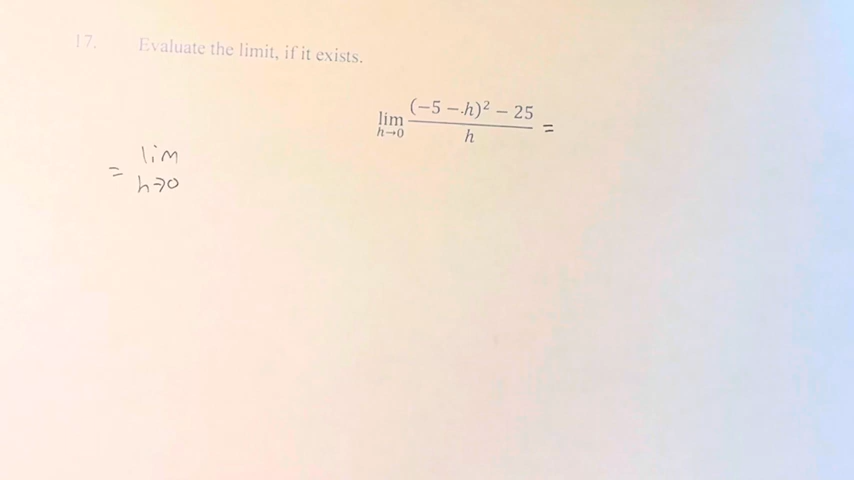 17. Evaluate the limit, if it exists.
lim h→0 (−5 − h)² − 25 / h =
= lim h→0